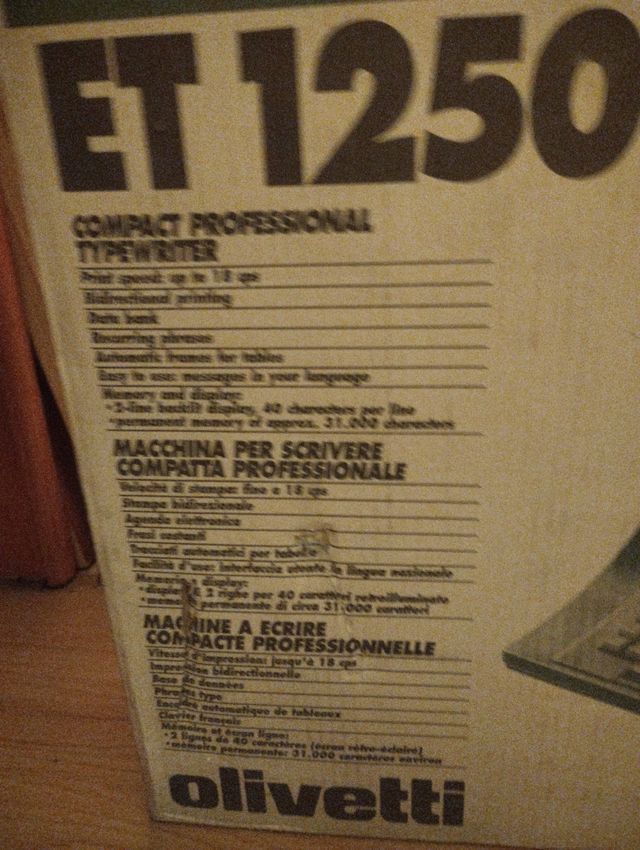 ET 1250
COMPACT PROFESSIONAL
TYPEWRITER
Print speed: up to 18 cps
Bidirectional printing
Data bank
Recurring phrases
Automatic frames for tables
Easy to use: messages in your language
Memory and display:
• 2-line backlit display, 40 characters per line
• permanent memory of approx. 31.000 characters
MACCHINA PER SCRIVERE
COMPATTA PROFESSIONALE
Velocità di stampa: fino a 18 cps
Stampa bidirezionale
Agenda elettronica
Frasi costanti
Tracciati automatici per tabelle
Facilità d'uso: interfaccia utente in lingua nazionale
Memoria e display:
• display a 2 righe per 40 caratteri retroilluminato
• memoria permanente di circa 31.000 caratteri
MACHINE A ECRIRE
COMPACTE PROFESSIONNELLE
Vitesse d'impression: jusqu'à 18 cps
Impression bidirectionnelle
Base de données
Phrases type
Encadré automatique de tableaux
Clavier français
Mémoire et écran ligne:
• 2 lignes de 40 caractères (écran rétro-éclairé)
• mémoire permanente: 31.000 caractères environ
olivetti